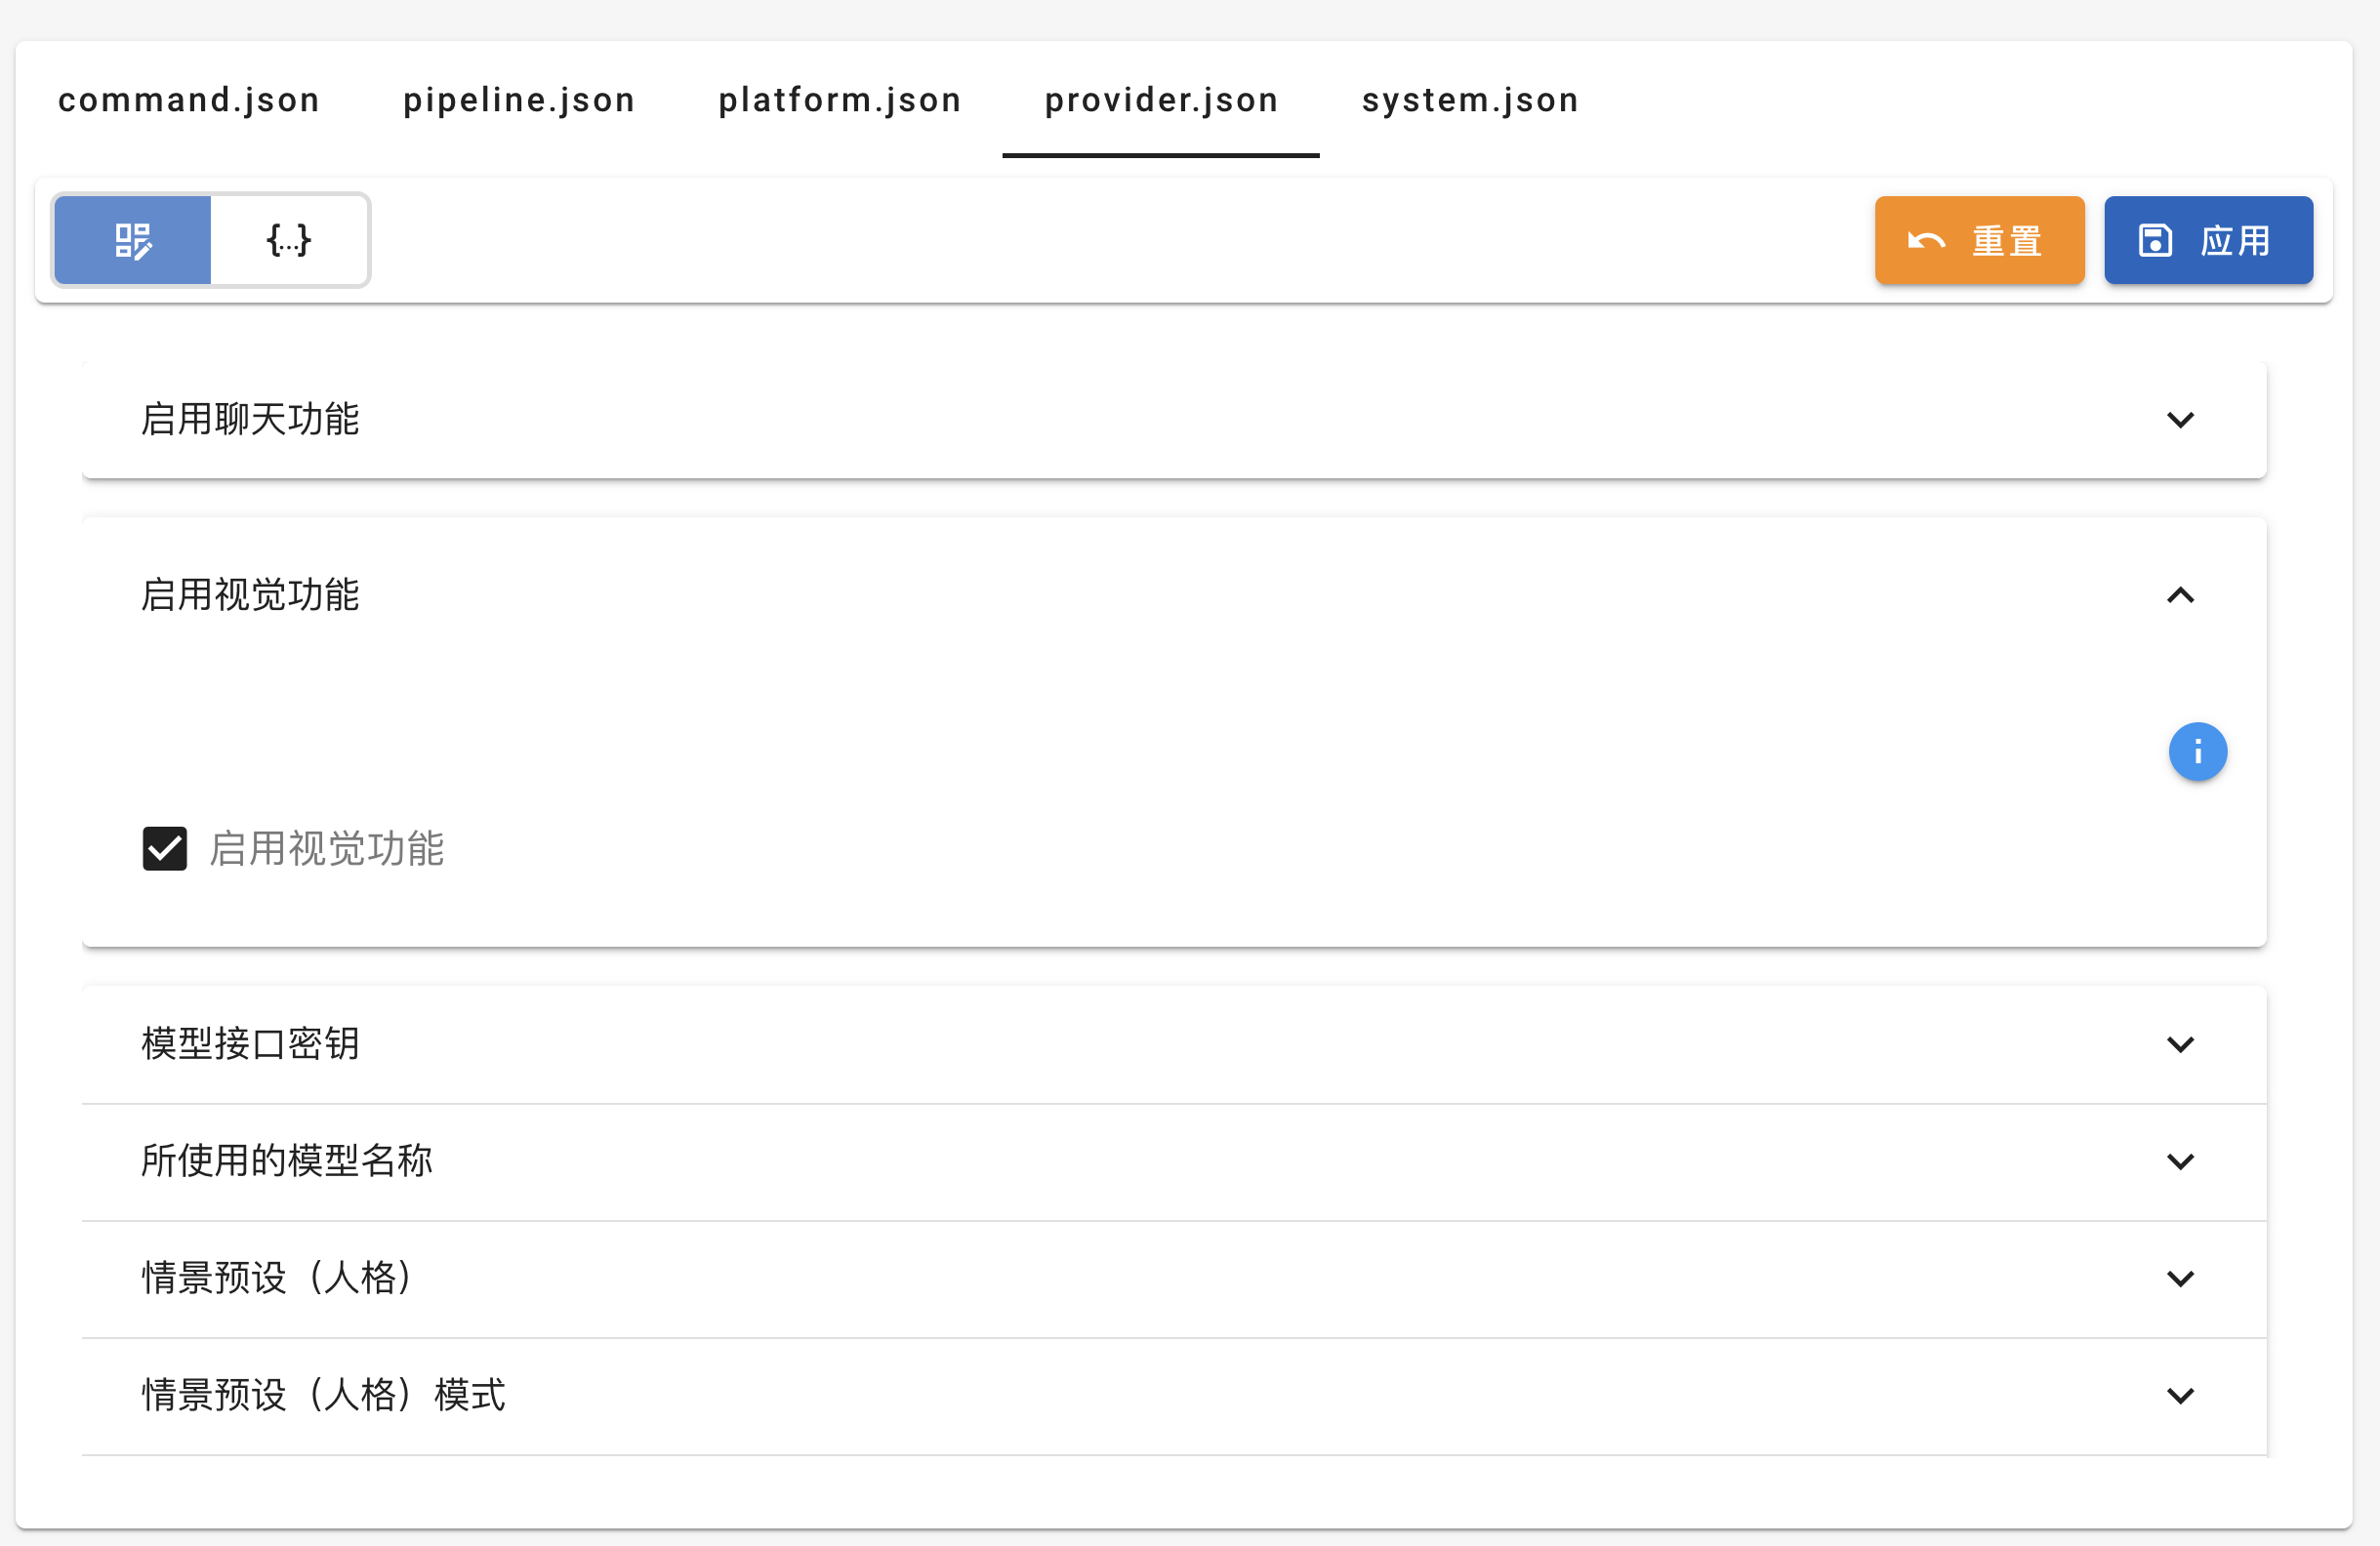 command.json pipeline.json platform.json provider.json system.json
{...} 重置 应用
启用聊天功能
启用视觉功能
i
启用视觉功能
模型接口密钥
所使用的模型名称
情景预设（人格）
情景预设（人格）模式